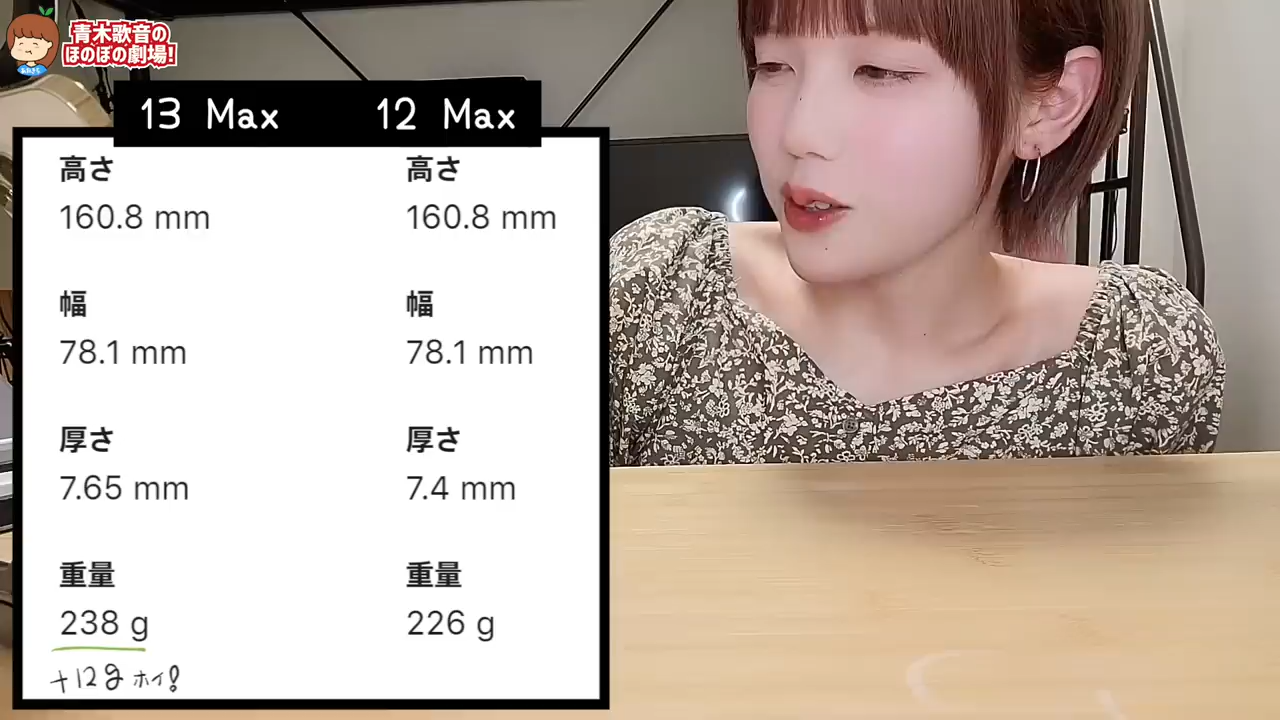 青木歌音の
ほのぼの劇場!
13 Max 12 Max
高さ 高さ
160.8 mm 160.8 mm
幅 幅
78.1 mm 78.1 mm
厚さ 厚さ
7.65 mm 7.4 mm
重量 重量
238 g 226 g
+12g ホイ!